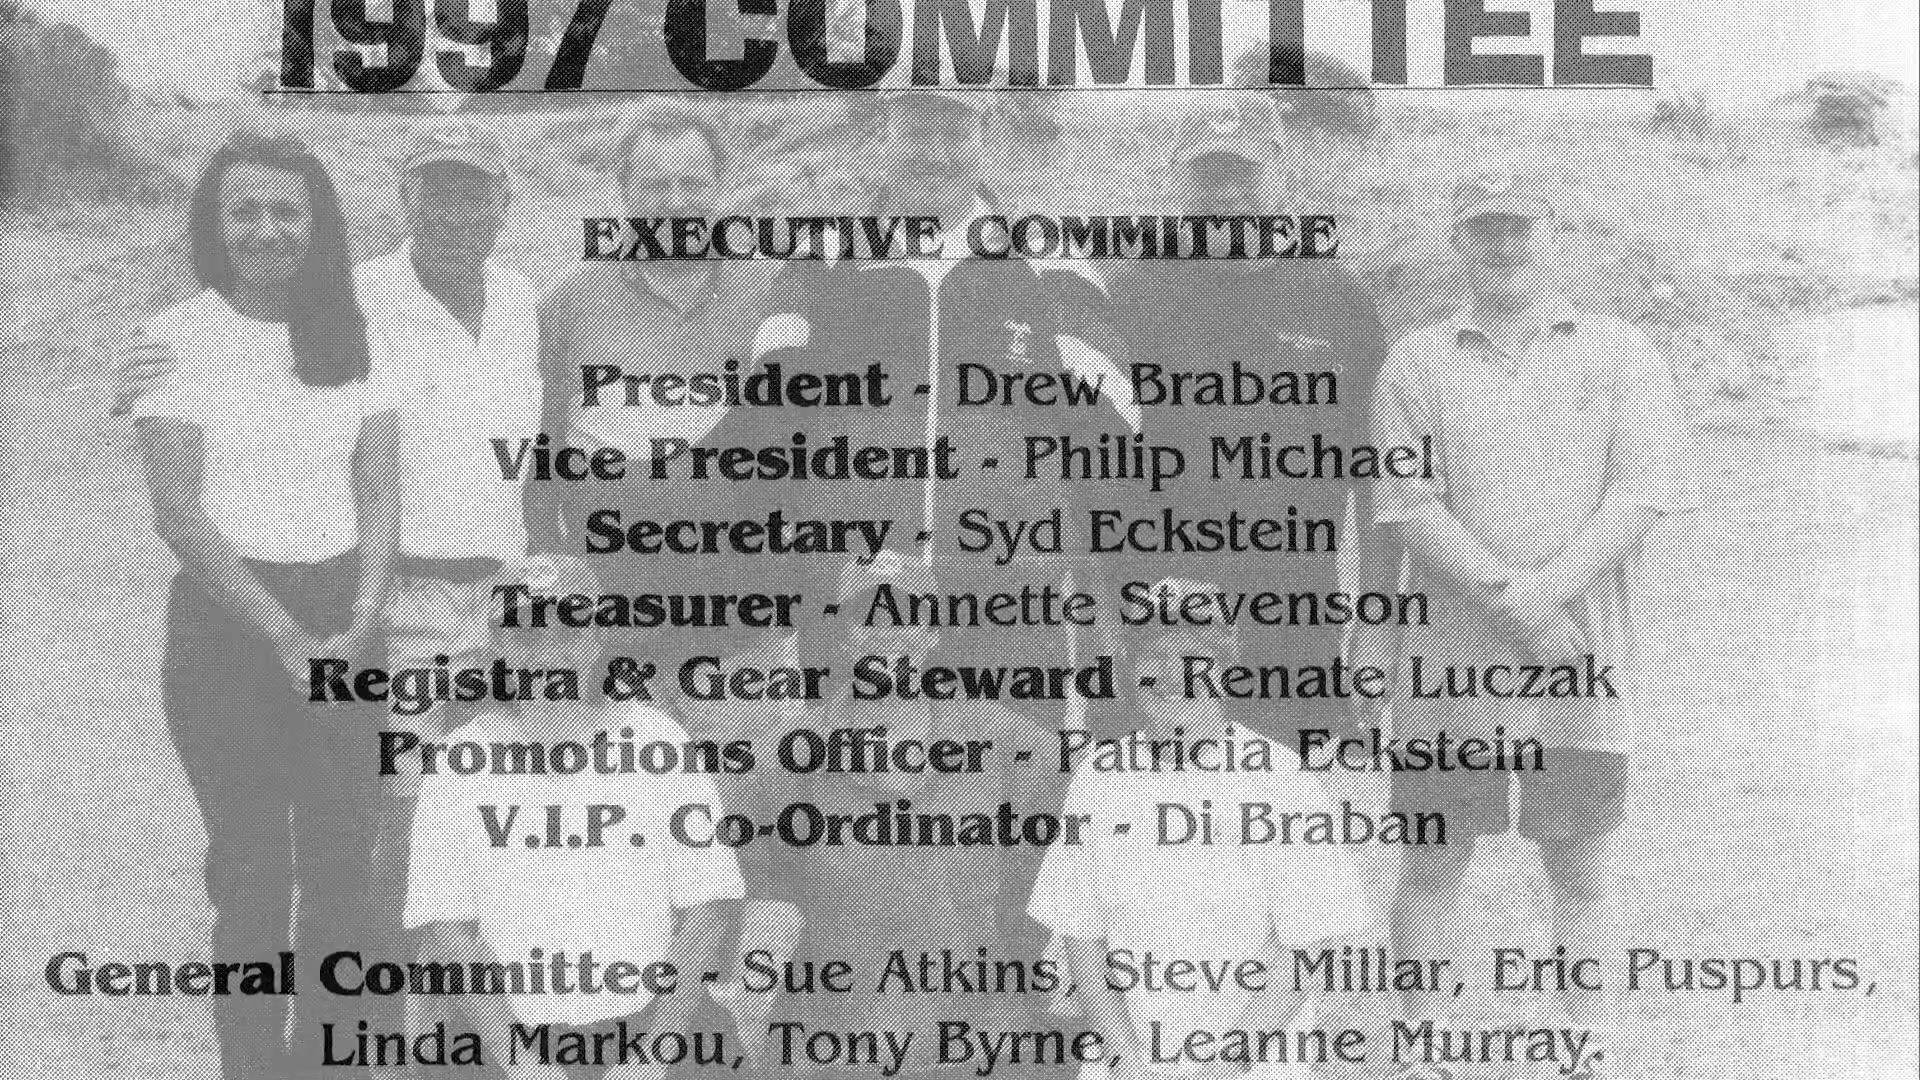 1997 COMMITTEE
EXECUTIVE COMMITTEE
President - Drew Braban
Vice President - Philip Michael
Secretary - Syd Eckstein
Treasurer - Annette Stevenson
Registra & Gear Steward - Renate Luczak
Promotions Officer - Patricia Eckstein
V.I.P. Co-Ordinator - Di Braban
General Committee - Sue Atkins, Steve Millar, Eric Puspurs,
Linda Markou, Tony Byrne, Leanne Murray.